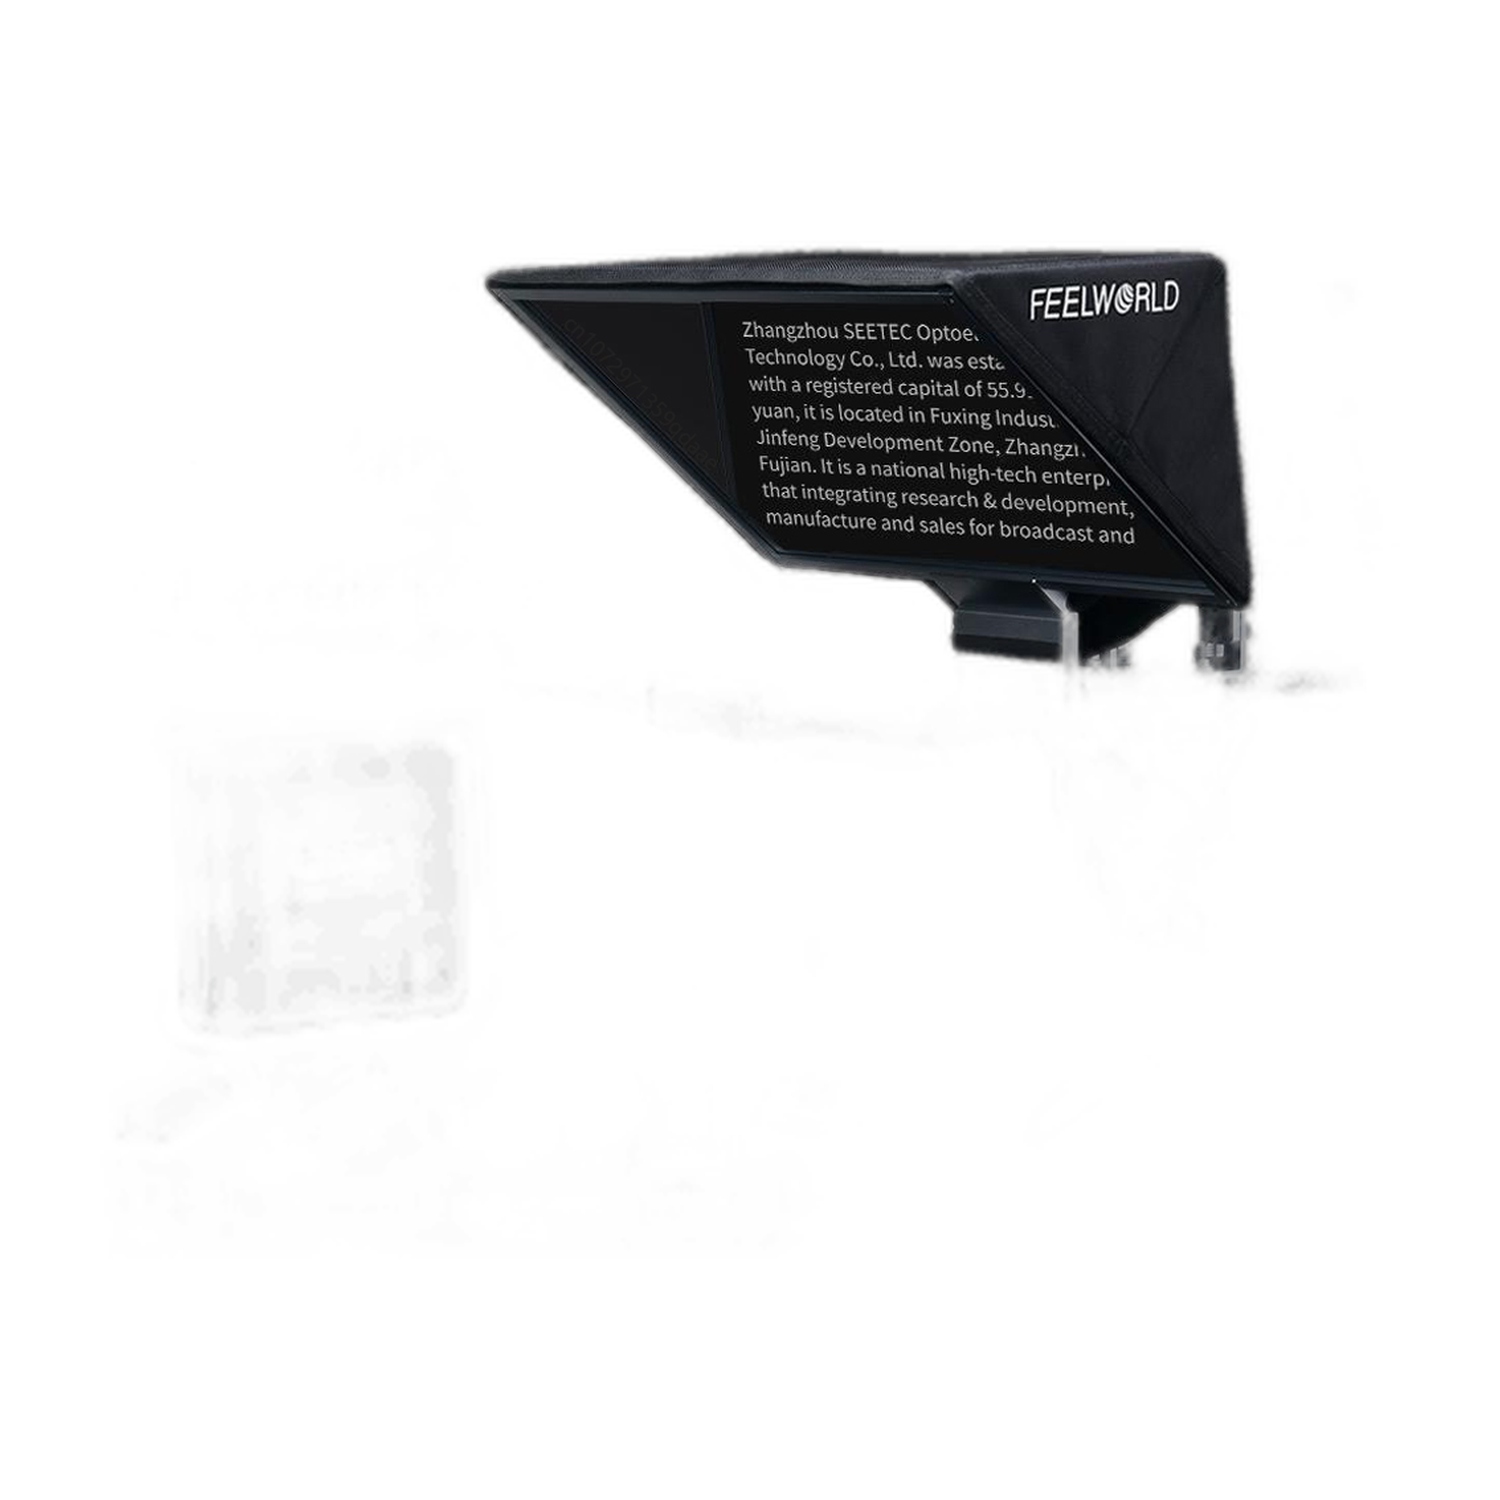 FEELWORLD
Zhangzhou SEETEC
Technology Co., Ltd. was
with a registered capital of
yuan, it is located in Fuxing
Jinfeng Development Zone,
Fujian. It is a national high-tech
that integrating research & development,
manufacture and sales for broadcast and